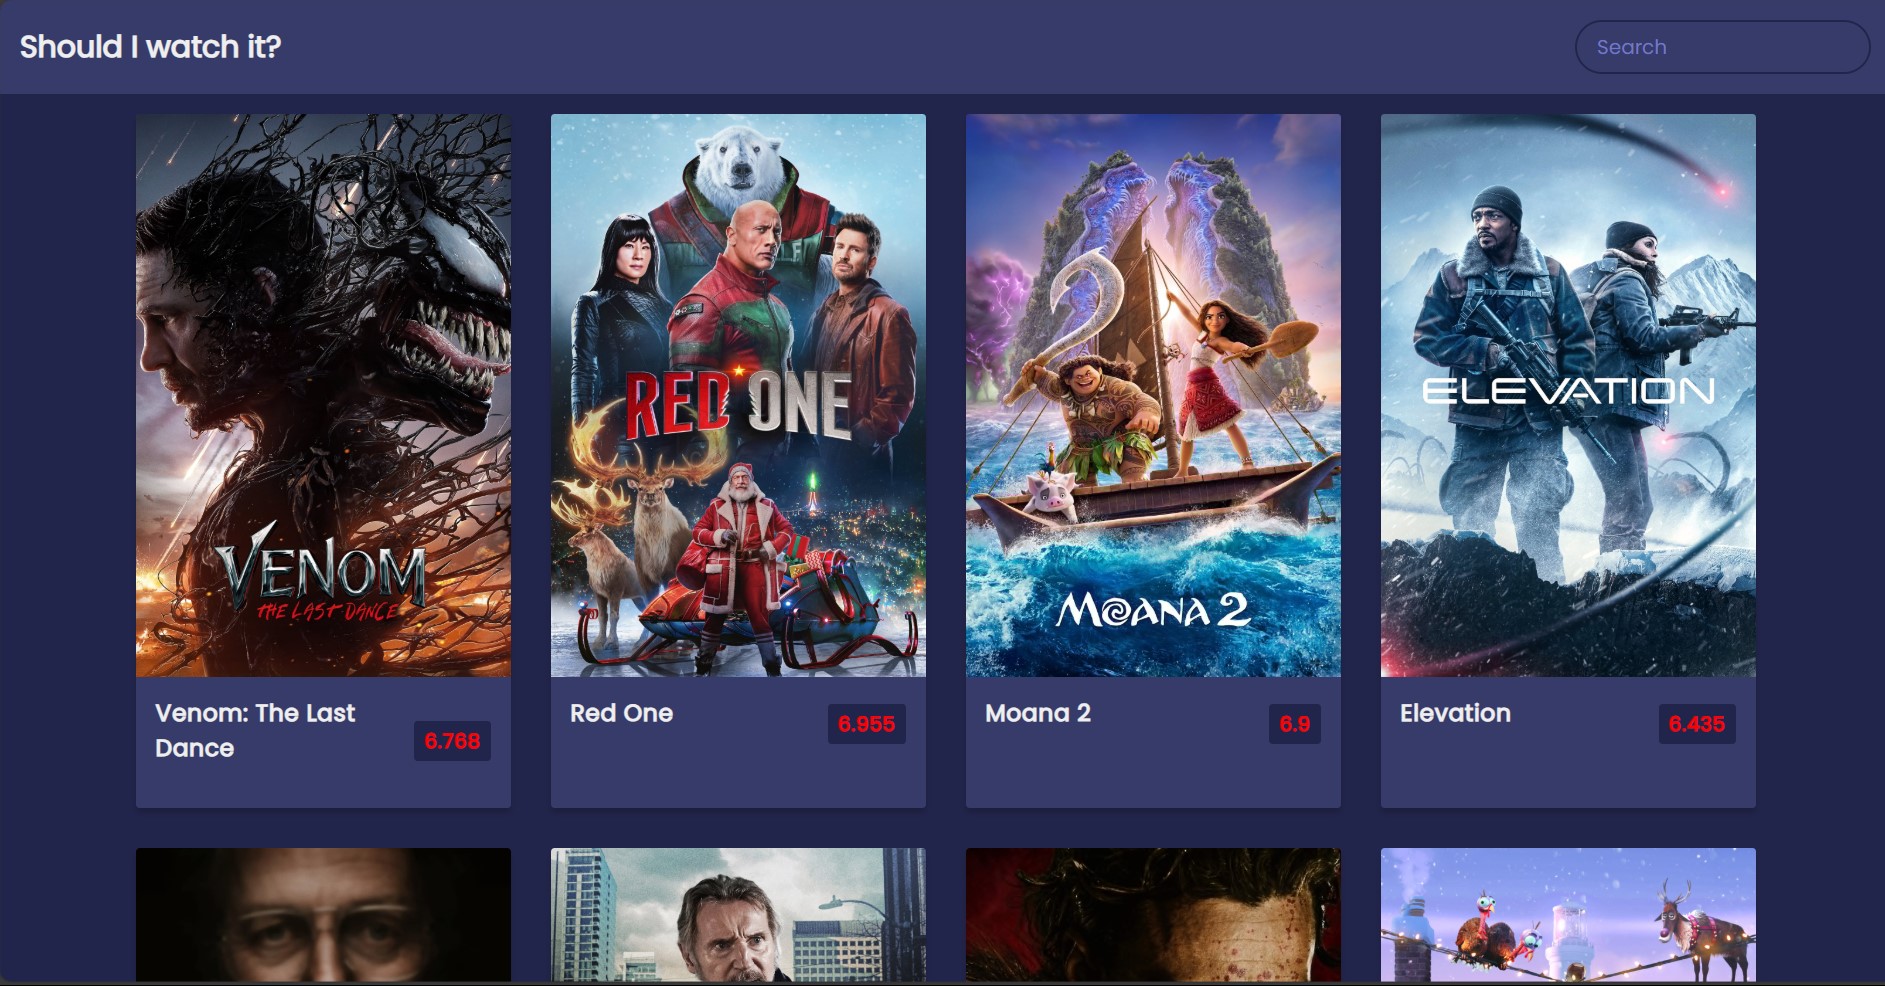 Should I watch it?
Search
VENOM
THE LAST DANCE
RED ONE
MOANA 2
ELEVATION
Venom: The Last
Dance
6.768
Red One
6.955
Moana 2
6.9
Elevation
6.435